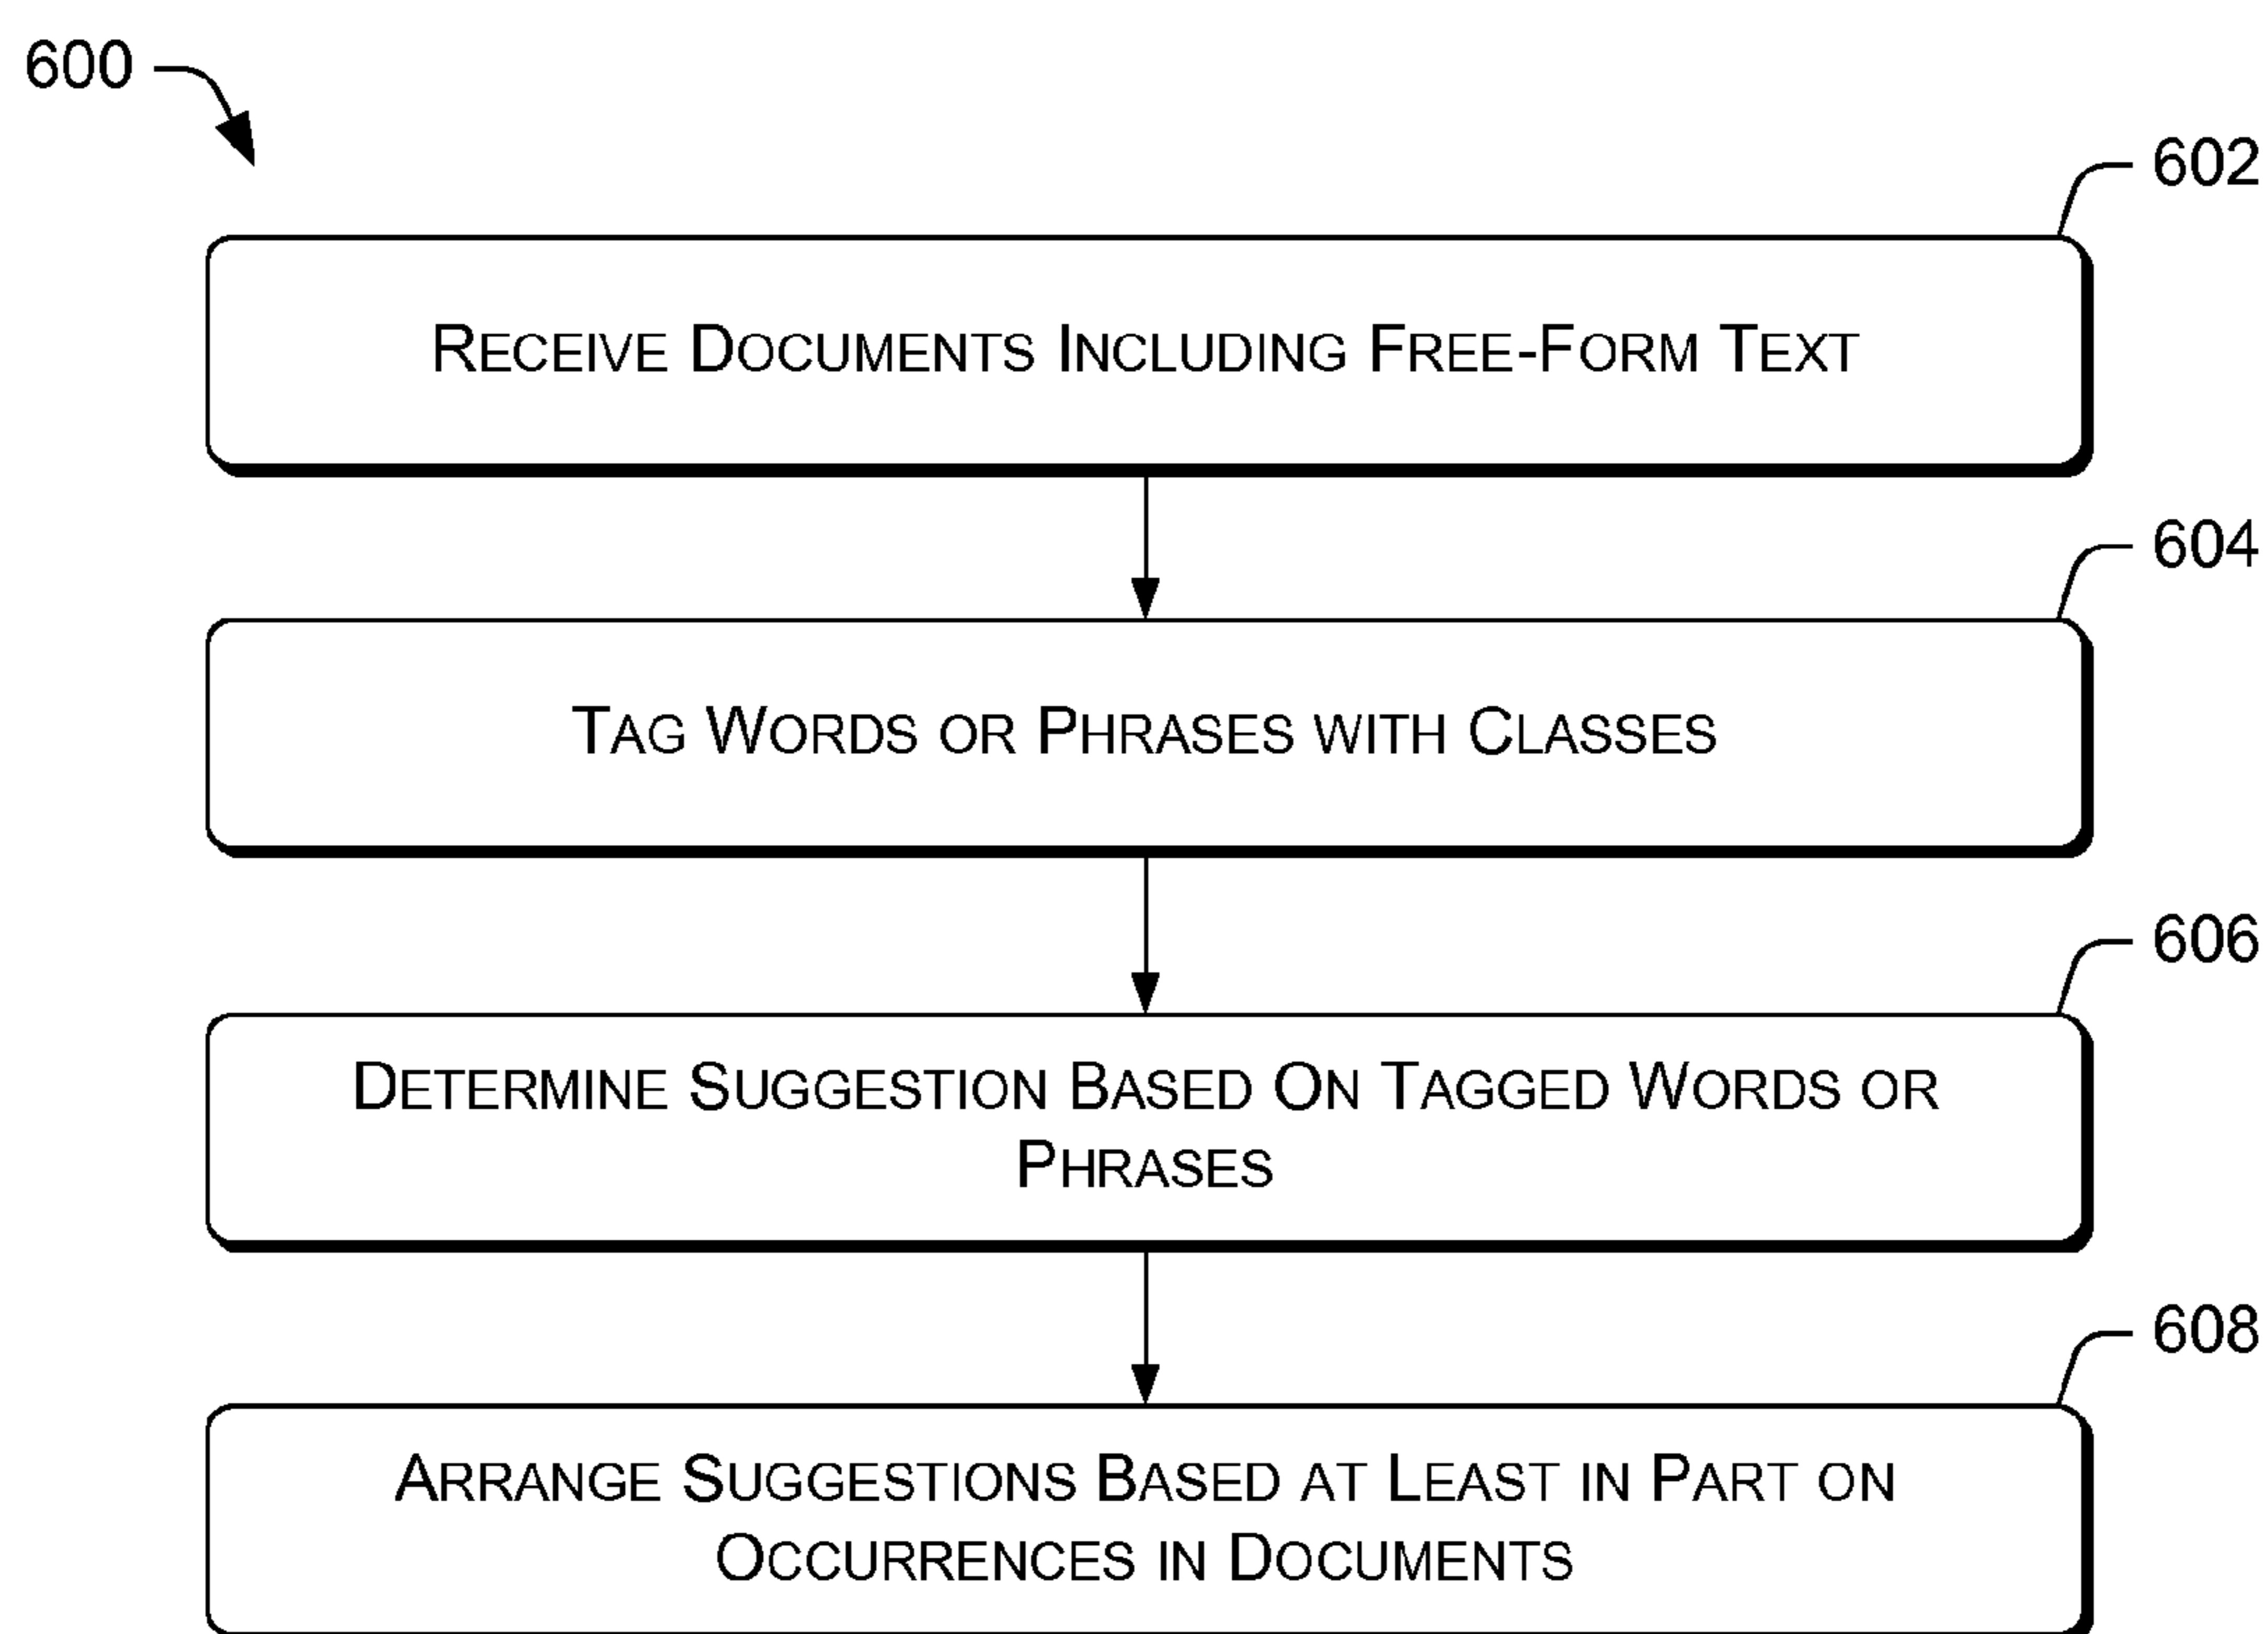 600
602
RECEIVE DOCUMENTS INCLUDING FREE-FORM TEXT
604
TAG WORDS OR PHRASES WITH CLASSES
606
DETERMINE SUGGESTION BASED ON TAGGED WORDS OR
PHRASES
608
ARRANGE SUGGESTIONS BASED AT LEAST IN PART ON
OCCURRENCES IN DOCUMENTS